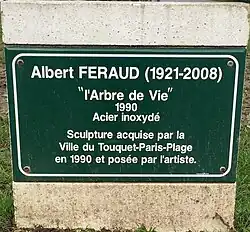 Albert FERAUD (1921-2008)
"l'Arbre de Vie"
1990
Acier inoxydé
Sculpture acquise par la
Ville du Touquet-Paris-Plage
en 1990 et posée par l'artiste.